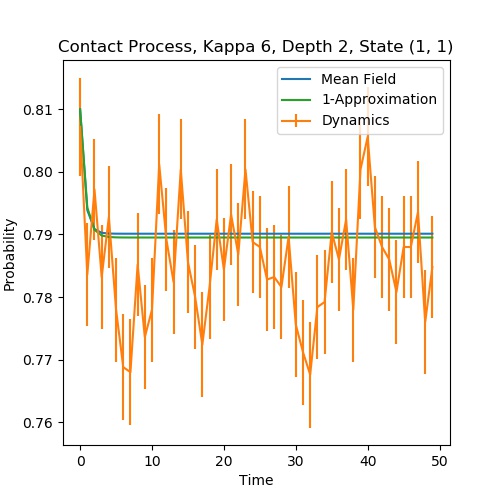 Contact Process, Kappa 6, Depth 2, State (1, 1)
Mean Field
1-Approximation
Dynamics
0.81
0.80
0.79
0.78
0.77
0.76
Probability
0
10
20
30
40
50
Time